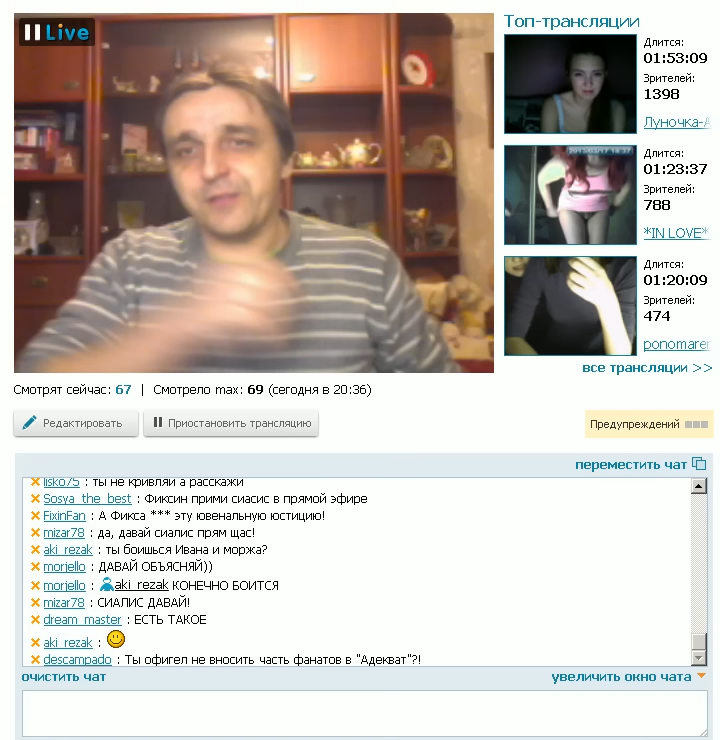 Live
Топ-трансляции
Длится:
01:53:09
Зрителей:
1398
Луночка-А
Длится:
01:23:37
Зрителей:
788
*IN LOVE*
Длится:
01:20:09
Зрителей:
474
ponomarer
все трансляции >>
Смотрят сейчас: 67 | Смотрело max: 69 (сегодня в 20:36)
Редактировать
Приостановить трансляцию
Предупреждений
переместить чат
lisko75 : ты не кривляй а расскажи
Sosya_the_best : Фиксин прими сиасис в прямой эфире
FixinFan : А Фикса *** эту ювенальную юстицию!
mizar78 : да, давай сиалис прям щас!
aki_rezak : ты боишься Ивана и моржа?
morjello : ДАВАЙ ОБЪЯСНЯЙ))
morjello : aki_rezak КОНЕЧНО БОИТСЯ
mizar78 : СИАЛИС ДАВАЙ!
dream_master : ЕСТЬ ТАКОЕ
aki_rezak :
descampado : Ты офигел не вносить часть фанатов в "Адекват"?!
очистить чат
увеличить окно чата